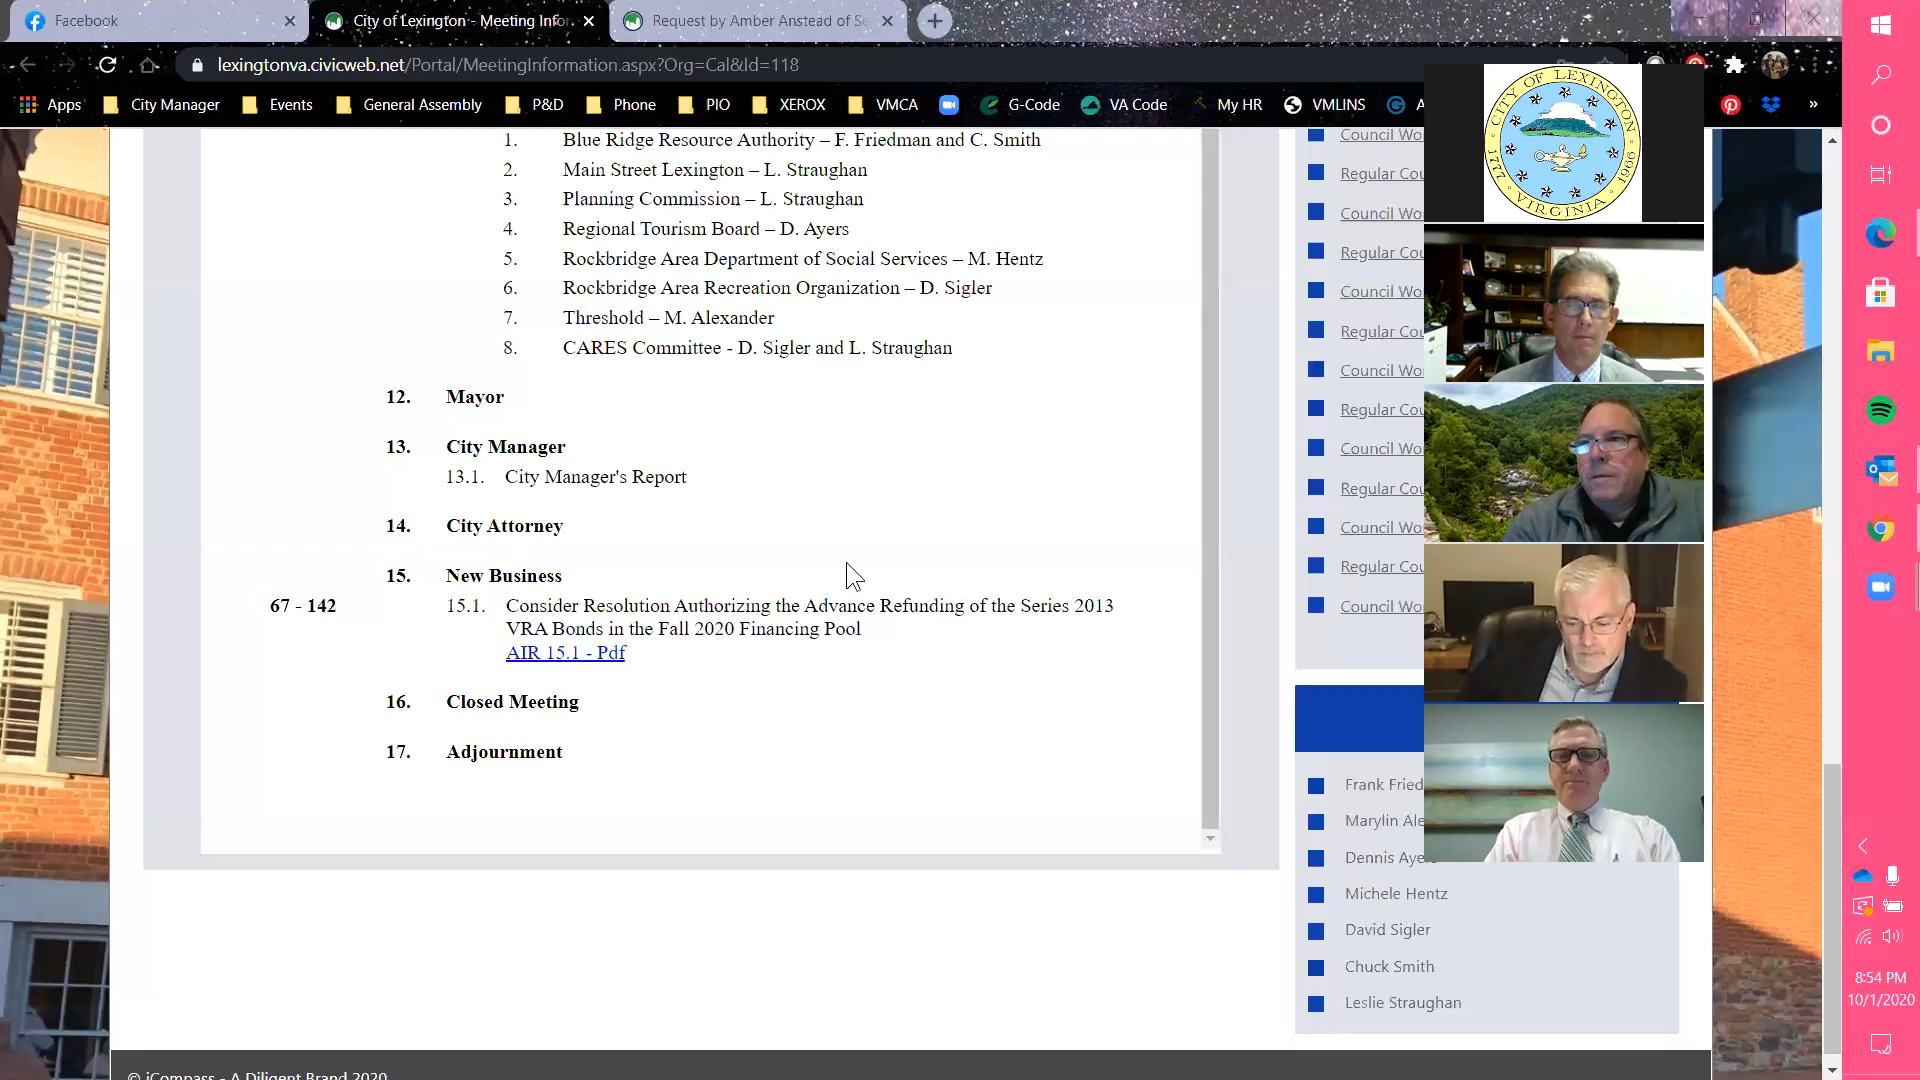 Facebook
City of Lexington - Meeting Infor
Request by Amber Anstead of Se
lexingtonva.civicweb.net/Portal/MeetingInformation.aspx?Org=Cal&Id=118
Apps
City Manager
Events
General Assembly
P&D
Phone
PIO
XEROX
VMCA
G-Code
VA Code
My HR
VMLINS
»
1. Blue Ridge Resource Authority – F. Friedman and C. Smith
2. Main Street Lexington – L. Straughan
3. Planning Commission – L. Straughan
4. Regional Tourism Board – D. Ayers
5. Rockbridge Area Department of Social Services – M. Hentz
6. Rockbridge Area Recreation Organization – D. Sigler
7. Threshold – M. Alexander
8. CARES Committee - D. Sigler and L. Straughan
12. Mayor
13. City Manager
13.1. City Manager's Report
14. City Attorney
15. New Business
67 - 142 15.1. Consider Resolution Authorizing the Advance Refunding of the Series 2013
VRA Bonds in the Fall 2020 Financing Pool
AIR 15.1 - Pdf
16. Closed Meeting
17. Adjournment
Council Wo
Regular Cou
Council Wo
Regular Cou
Council Wo
Regular Cou
Council Wo
Regular Cou
Council Wo
Regular Cou
Council Wo
Regular Cou
Council Wo
Frank Fried
Marylin Ale
Dennis Ayers
Michele Hentz
David Sigler
Chuck Smith
Leslie Straughan
CITY OF LEXINGTON
1777 VIRGINIA 1966
8:54 PM
10/1/2020
© iCompass - A Diligent Brand 2020